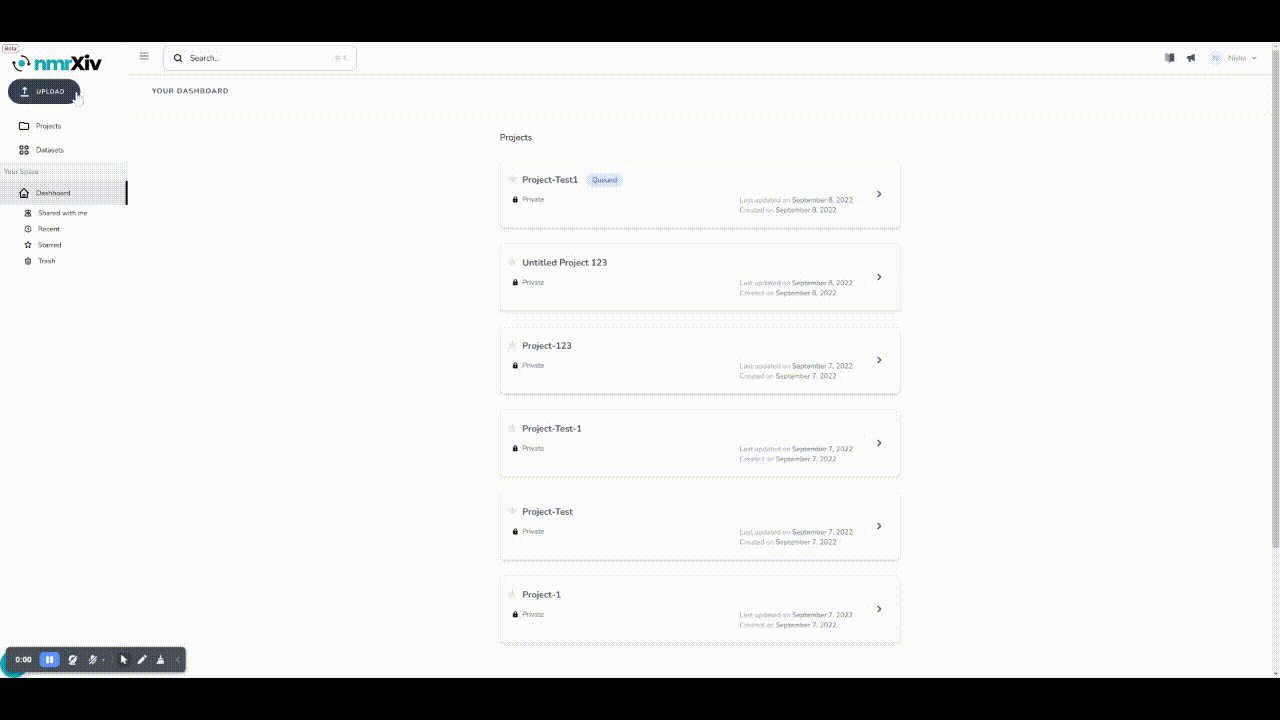 Beta
nmrXiv
Search...
⌘ K
Nisha
UPLOAD
YOUR DASHBOARD
Projects
Datasets
Your Space
Dashboard
Shared with me
Recent
Starred
Trash
Projects
Project-Test1 Queued
Private
Last updated on September 8, 2022
Created on September 8, 2022
Untitled Project 123
Private
Last updated on September 8, 2022
Created on September 8, 2022
Project-123
Private
Last updated on September 7, 2022
Created on September 7, 2022
Project-Test-1
Private
Last updated on September 7, 2022
Created on September 7, 2022
Project-Test
Private
Last updated on September 7, 2022
Created on September 7, 2022
Project-1
Private
Last updated on September 7, 2022
Created on September 7, 2022
0:00